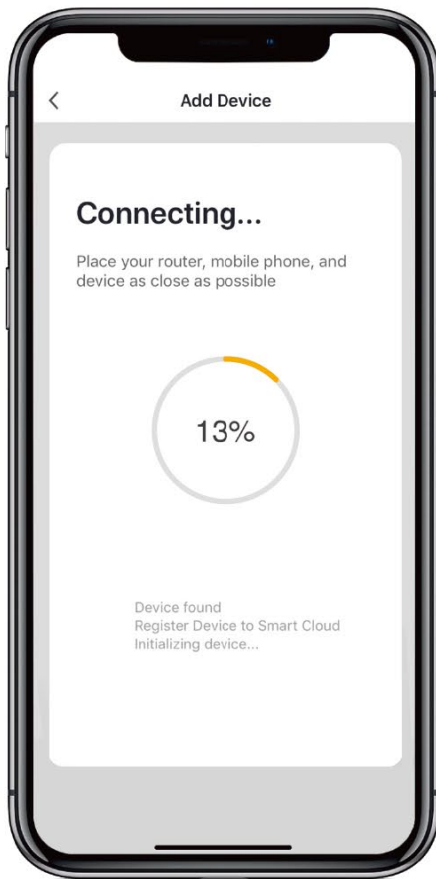 Add Device
Connecting...
Place your router, mobile phone, and
device as close as possible
13%
Device found
Register Device to Smart Cloud
Initializing device...